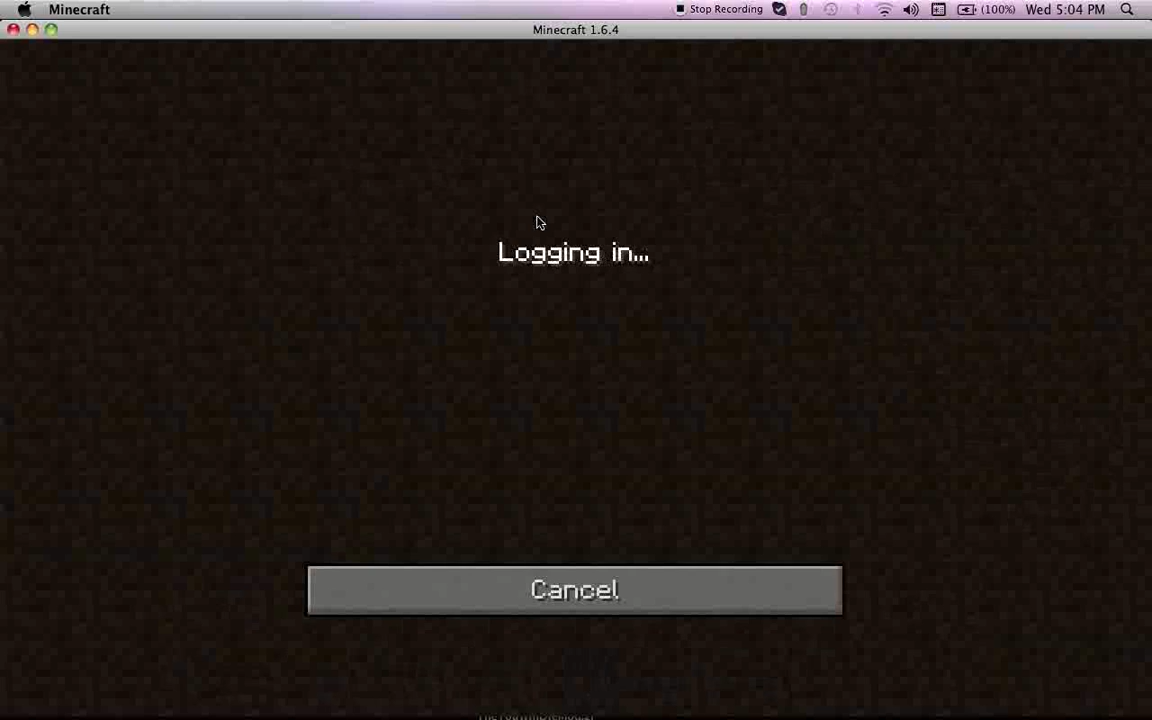 Minecraft Stop Recording (100%) Wed 5:04 PM
Minecraft 1.6.4
Logging in...
Cancel